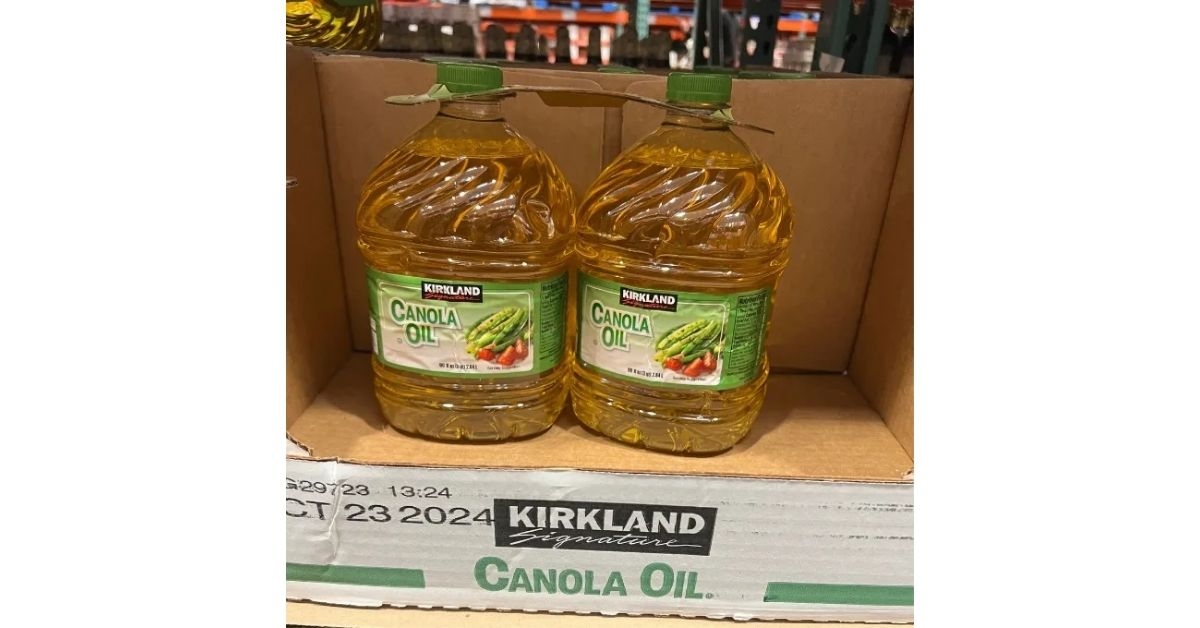 KIRKLAND
Signature
CANOLA
OIL
KIRKLAND
Signature
CANOLA
OIL
G29723 13:24
CT 23 2024
KIRKLAND
Signature
CANOLA OIL